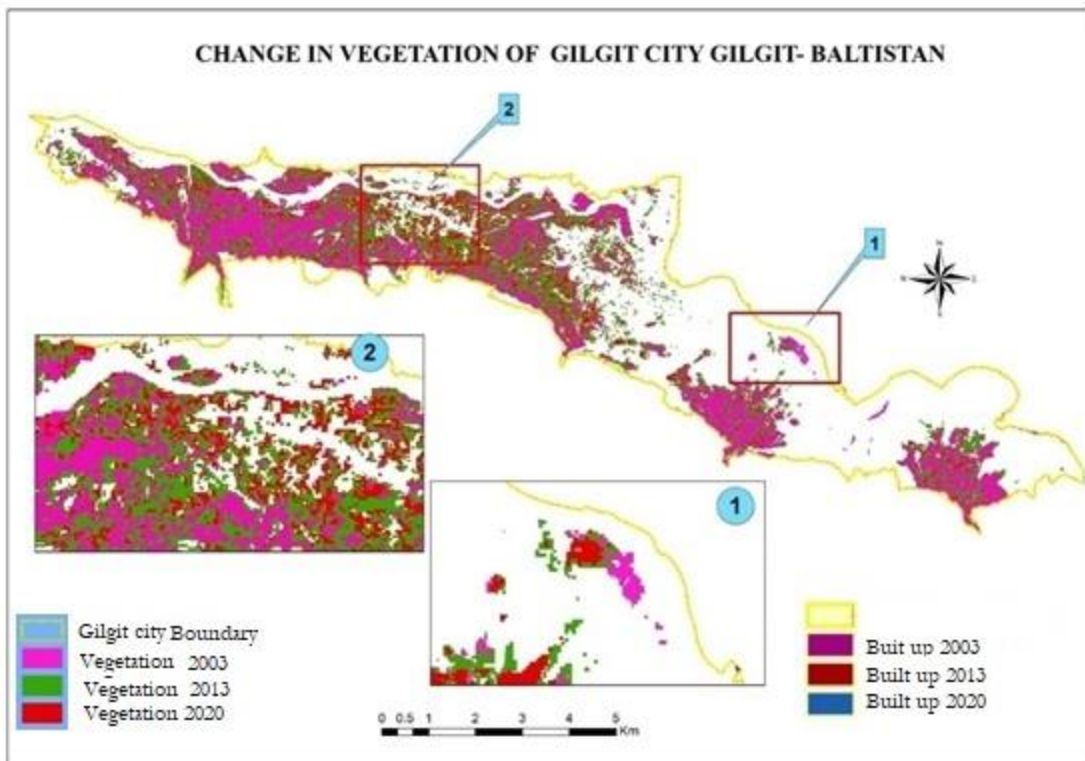 CHANGE IN VEGETATION OF GILGIT CITY GILGIT- BALTISTAN
2
1
2
1
Gilgit city Boundary
Vegetation 2003
Vegetation 2013
Vegetation 2020
0 0.5 1 2 3 4 5
Km
Buit up 2003
Built up 2013
Built up 2020